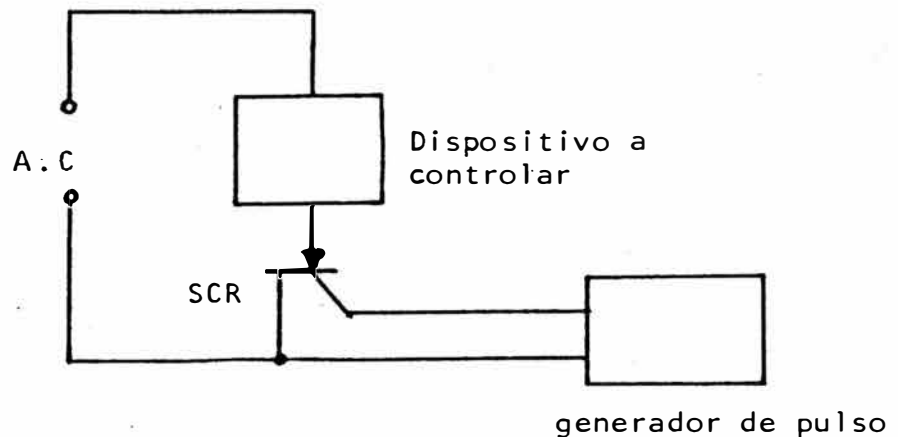 Dispositivo a
controlar
A.C
SCR
generador de pulso